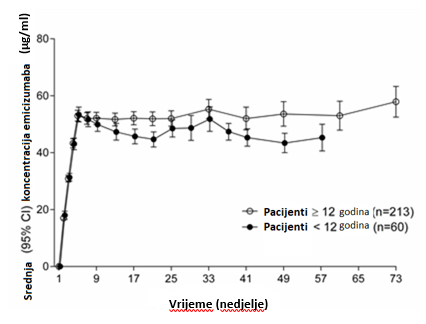 Srednja (95% CI) koncentracija emicizumaba (µg/ml)
80
60
40
20
0
Pacijenti ≥ 12 godina (n=213)
Pacijenti < 12 godina (n=60)
1 9 17 25 33 41 49 57 65 73
Vrijeme (nedjelje)